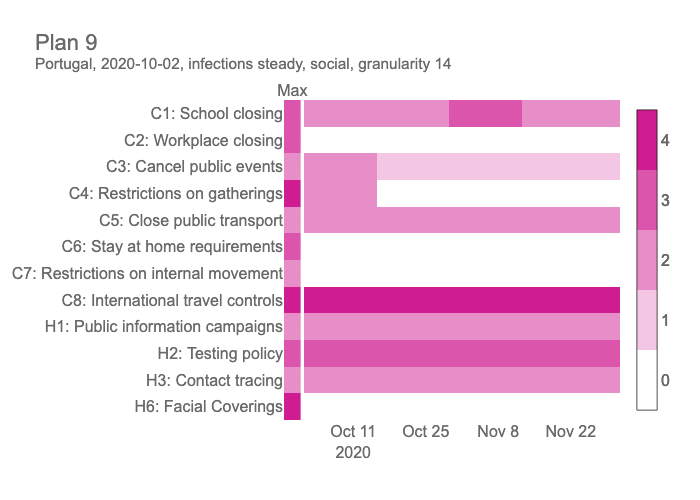 Plan 9
Portugal, 2020-10-02, infections steady, social, granularity 14
Max
C1: School closing
C2: Workplace closing
C3: Cancel public events
C4: Restrictions on gatherings
C5: Close public transport
C6: Stay at home requirements
C7: Restrictions on internal movement
C8: International travel controls
H1: Public information campaigns
H2: Testing policy
H3: Contact tracing
H6: Facial Coverings
Oct 11 Oct 25 Nov 8 Nov 22
2020
4
3
2
1
0